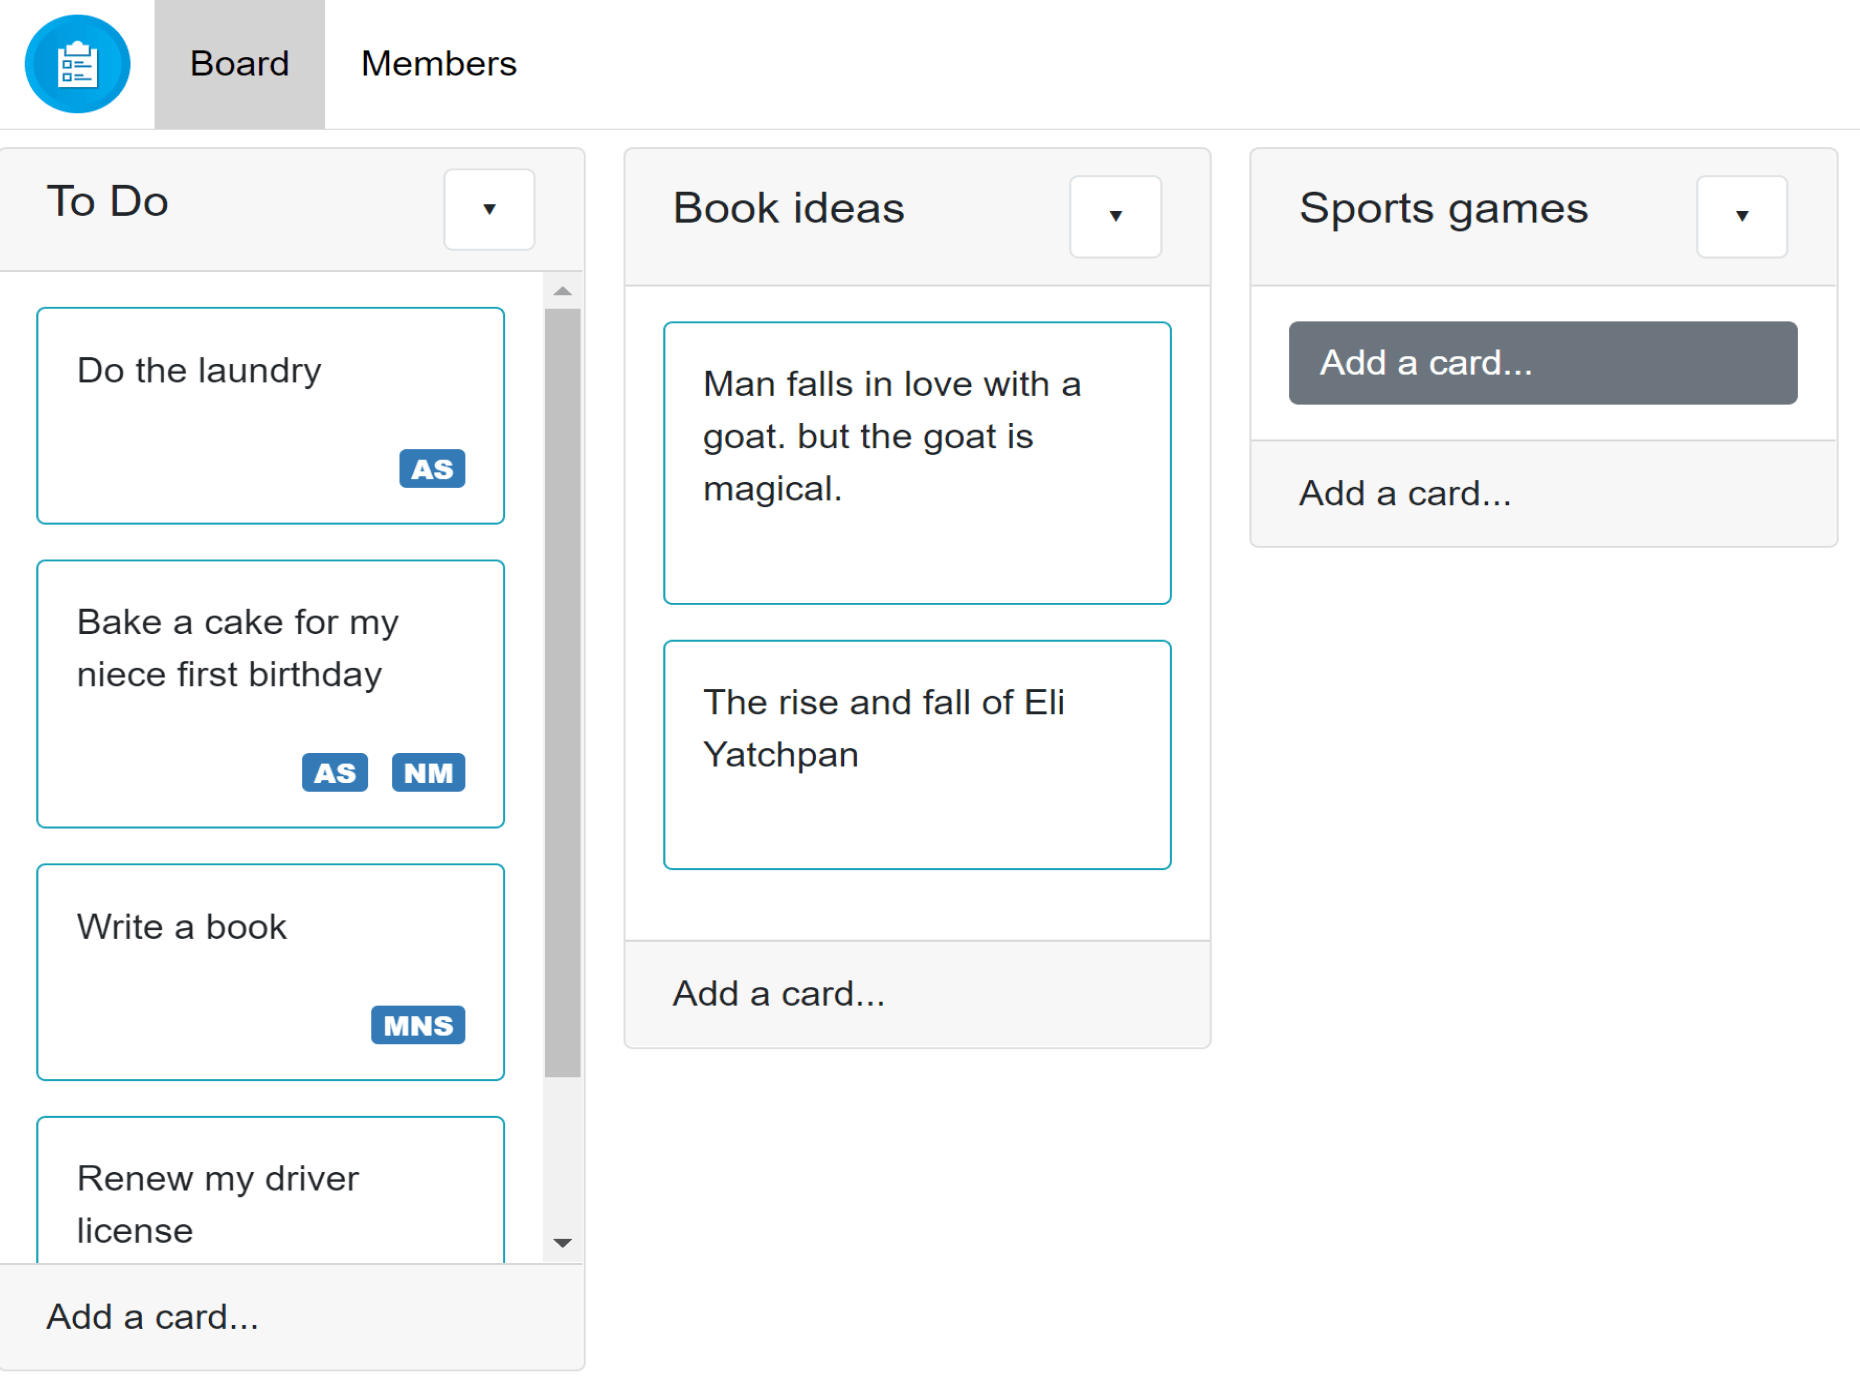 Board
Members
To Do
Do the laundry
AS
Bake a cake for my
niece first birthday
AS NM
Write a book
MNS
Renew my driver
license
Add a card...
Book ideas
Man falls in love with a
goat. but the goat is
magical.
The rise and fall of Eli
Yatchpan
Add a card...
Sports games
Add a card...
Add a card...